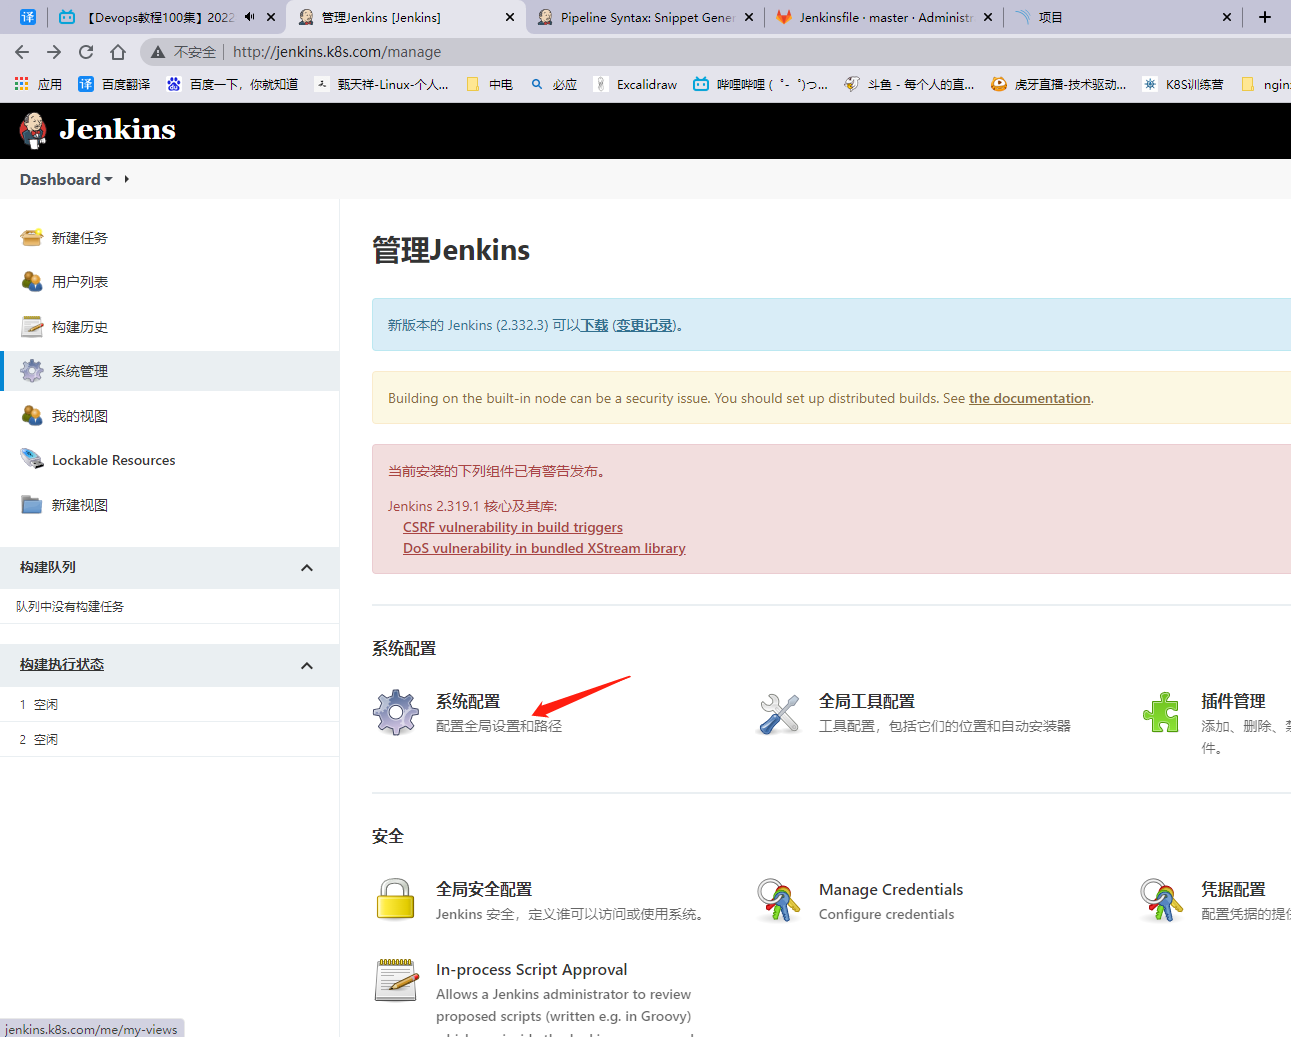 译
【Devops教程100集】2022
管理Jenkins [Jenkins]
Pipeline Syntax: Snippet Gener
Jenkinsfile · master · Administr
项目
不安全
http://jenkins.k8s.com/manage
应用
译
百度翻译
百度一下，你就知道
甄天祥-Linux-个人...
中电
必应
Excalidraw
哔哩哔哩 ( ゜- ゜)つ...
斗鱼 - 每个人的直...
虎牙直播-技术驱动...
K8S训练营
nginx
Jenkins
Dashboard
新建任务
用户列表
构建历史
系统管理
我的视图
Lockable Resources
新建视图
构建队列
队列中没有构建任务
构建执行状态
1 空闲
2 空闲
管理Jenkins
新版本的 Jenkins (2.332.3) 可以下载 (变更记录)。
Building on the built-in node can be a security issue. You should set up distributed builds. See the documentation.
当前安装的下列组件已有警告发布。
Jenkins 2.319.1 核心及其库:
CSRF vulnerability in build triggers
DoS vulnerability in bundled XStream library
系统配置
系统配置
配置全局设置和路径
全局工具配置
工具配置，包括它们的位置和自动安装器
插件管理
添加、删除、禁
件。
安全
全局安全配置
Jenkins 安全，定义谁可以访问或使用系统。
Manage Credentials
Configure credentials
凭据配置
配置凭据的提供
In-process Script Approval
Allows a Jenkins administrator to review
proposed scripts (written e.g. in Groovy)
jenkins.k8s.com/me/my-views